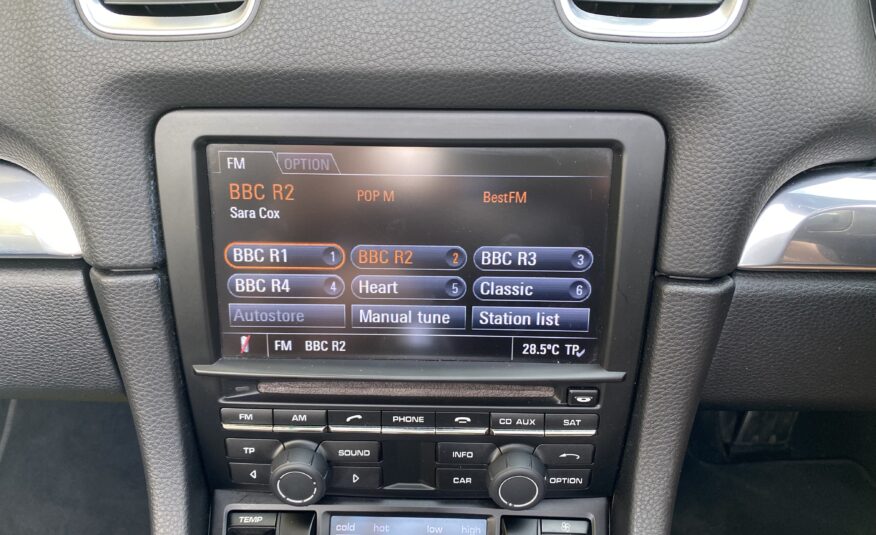 FM OPTION
BBC R2 POP M BestFM
Sara Cox
BBC R1 1 BBC R2 2 BBC R3 3
BBC R4 4 Heart 5 Classic 6
Autostore Manual tune Station list
FM BBC R2 28.5ºC TP
FM AM PHONE CD AUX SAT
TP SOUND INFO
CAR OPTION
TEMP cold hot low high